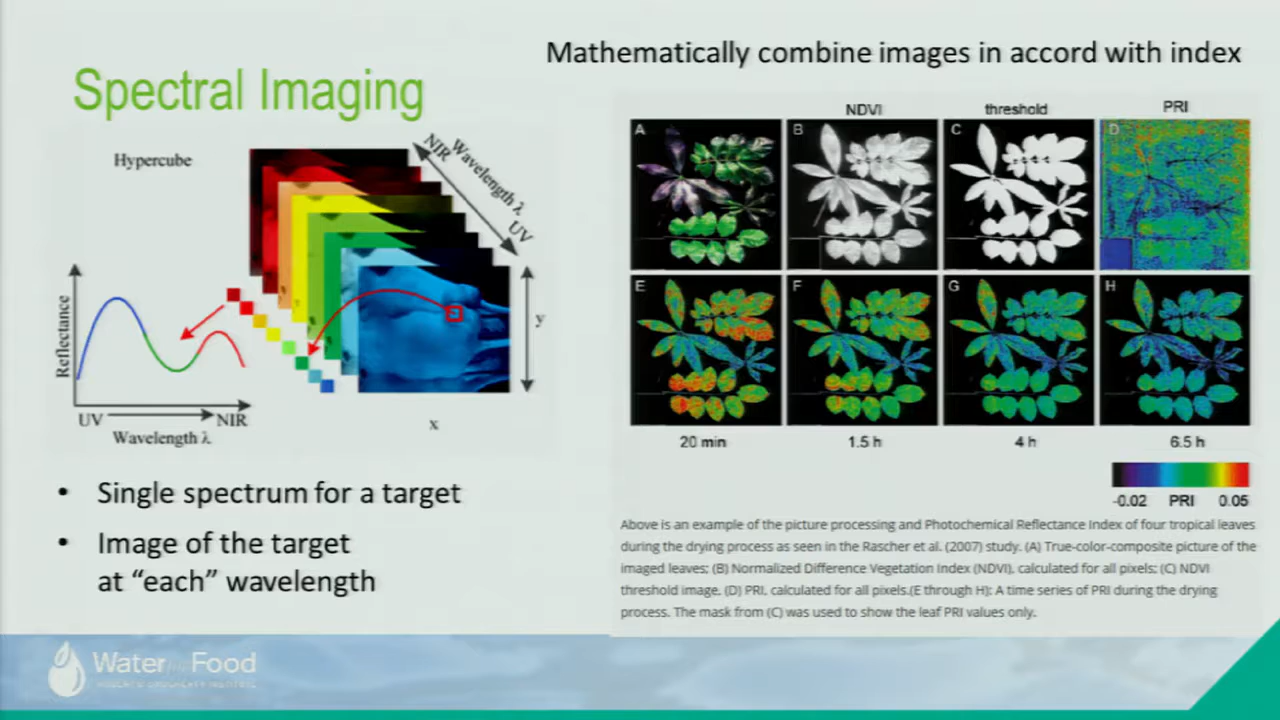 Mathematically combine images in accord with index
Spectral Imaging
Hypercube
NIR Wavelength λ UV
Reflectance
UV
NIR
Wavelength λ
y
x
NDVI
threshold
PRI
A
B
C
D
E
F
G
H
20 min
1.5 h
4 h
6.5 h
-0.02 PRI 0.05
• Single spectrum for a target
• Image of the target
at “each” wavelength
Above is an example of the picture processing and Photochemical Reflectance Index of four tropical leaves
during the drying process as seen in the Rascher et al. (2007) study. (A) True-color-composite picture of the
imaged leaves; (B) Normalized Difference Vegetation Index (NDVI), calculated for all pixels; (C) NDVI
threshold image, (D) PRI, calculated for all pixels.(E through H): A time series of PRI during the drying
process. The mask from (C) was used to show the leaf PRI values only.
Water for Food